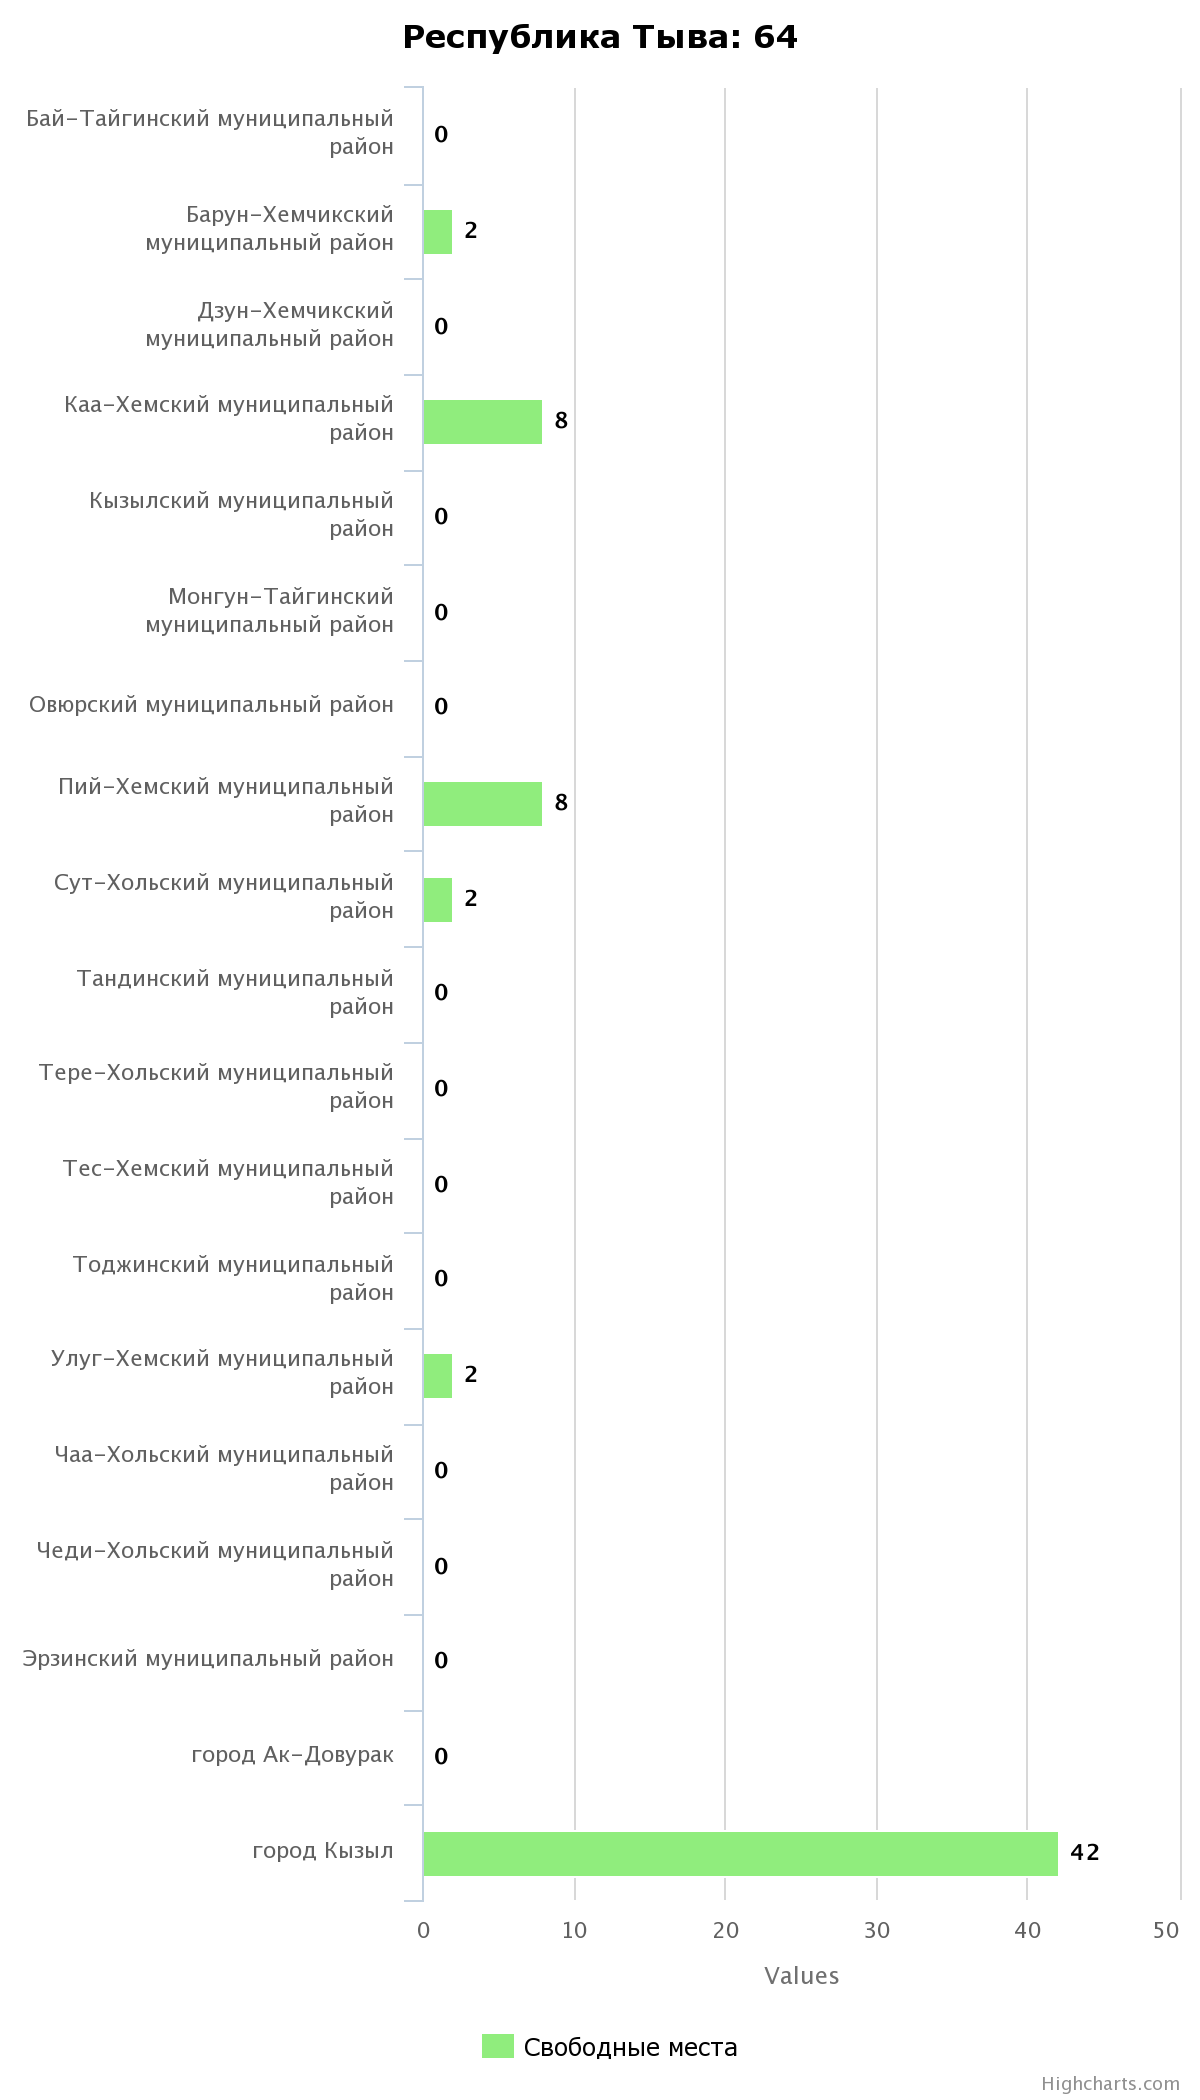 Республика Тыва: 64
Бай-Тайгинский муниципальный
район
0
Барун-Хемчикский
муниципальный район
2
Дзун-Хемчикский
муниципальный район
0
Каа-Хемский муниципальный
район
8
Кызылский муниципальный
район
0
Монгун-Тайгинский
муниципальный район
0
Овюрский муниципальный район
0
Пий-Хемский муниципальный
район
8
Сут-Хольский муниципальный
район
2
Тандинский муниципальный
район
0
Тере-Хольский муниципальный
район
0
Тес-Хемский муниципальный
район
0
Тоджинский муниципальный
район
0
Улуг-Хемский муниципальный
район
2
Чаа-Хольский муниципальный
район
0
Чеди-Хольский муниципальный
район
0
Эрзинский муниципальный район
0
город Ак-Довурак
0
город Кызыл
42
0 10 20 30 40 50
Values
Свободные места
Highcharts.com